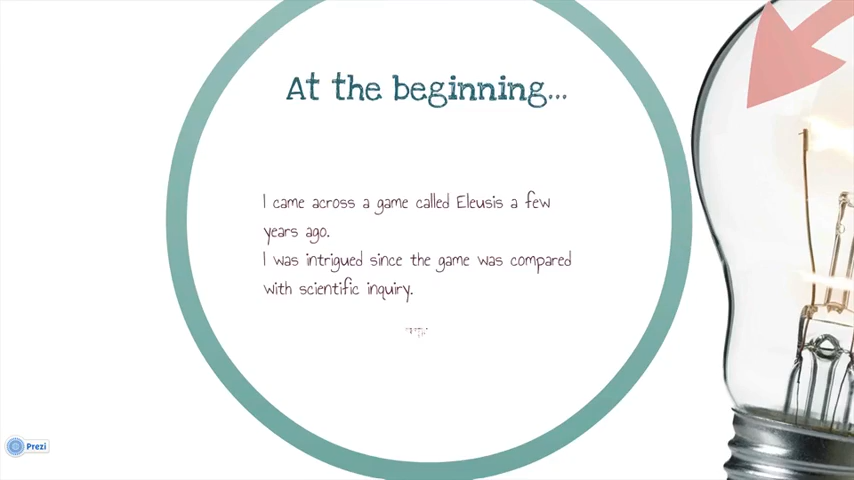 At the beginning...
I came across a game called Eleusis a few
years ago.
I was intrigued since the game was compared
with scientific inquiry.
Prezi